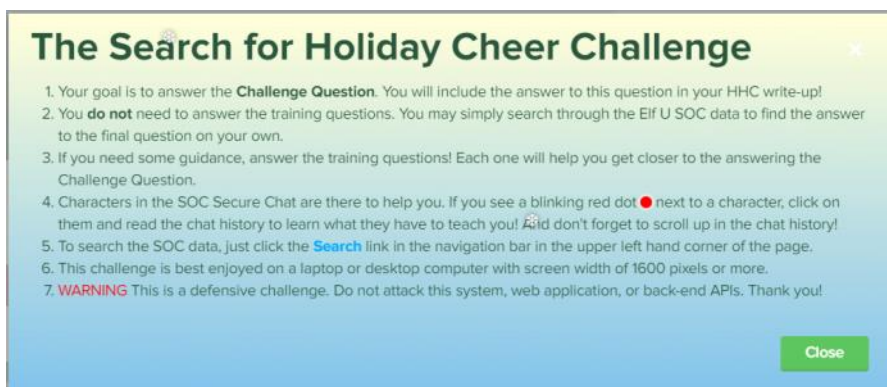 The Search for Holiday Cheer Challenge
1. Your goal is to answer the Challenge Question. You will include the answer to this question in your HHC write-up!
2. You do not need to answer the training questions. You may simply search through the Elf U SOC data to find the answer
to the final question on your own.
3. If you need some guidance, answer the training questions! Each one will help you get closer to the answering the
Challenge Question.
4. Characters in the SOC Secure Chat are there to help you. If you see a blinking red dot next to a character, click on
them and read the chat history to learn what they have to teach you! And don't forget to scroll up in the chat history!
5. To search the SOC data, just click the Search link in the navigation bar in the upper left hand corner of the page.
6. This challenge is best enjoyed on a laptop or desktop computer with screen width of 1600 pixels or more.
7. WARNING This is a defensive challenge. Do not attack this system, web application, or back-end APIs. Thank you!
Close